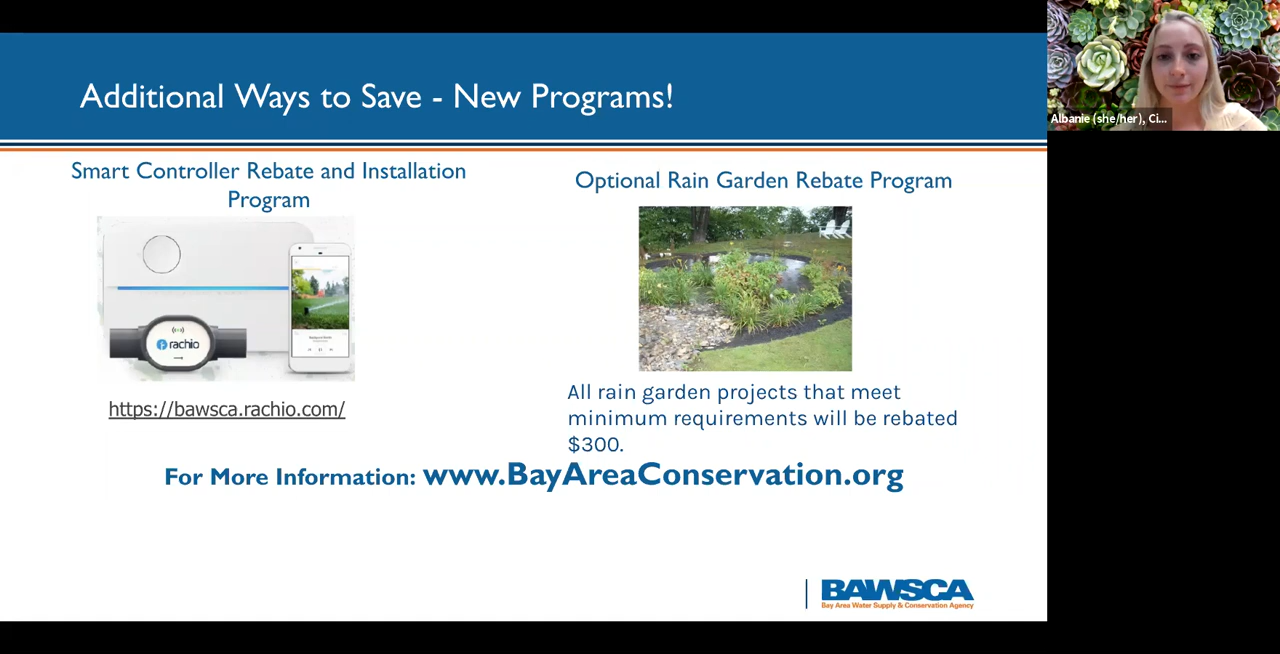 Additional Ways to Save - New Programs!
Smart Controller Rebate and Installation
Program
Optional Rain Garden Rebate Program
rachio
https://bawsca.rachio.com/
All rain garden projects that meet
minimum requirements will be rebated
$300.
For More Information: www.BayAreaConservation.org
BAWSCA
Bay Area Water Supply & Conservation Agency
Albanie (she/her), Ci...